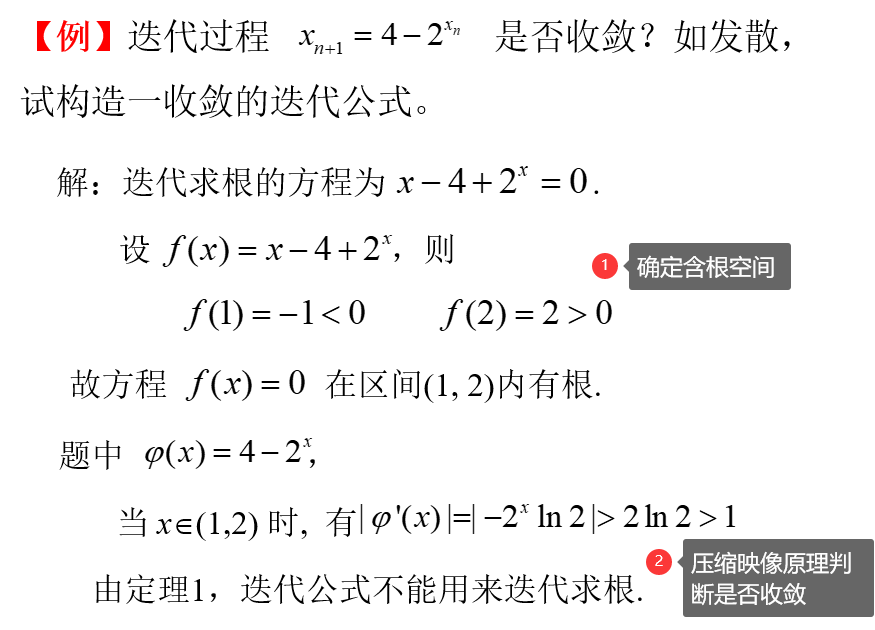 【例】迭代过程 xₙ₊₁ = 4 − 2^{xₙ} 是否收敛？如发散，
试构造一收敛的迭代公式。
解：迭代求根的方程为 x − 4 + 2^x = 0.
设 f(x) = x − 4 + 2^x，则
1 确定含根空间
f(1) = −1 < 0 f(2) = 2 > 0
故方程 f(x) = 0 在区间(1, 2)内有根.
题中 φ(x) = 4 − 2^x,
当 x∈(1,2) 时, 有| φ'(x) |=| −2^x ln 2 |> 2 ln 2 > 1
2 压缩映像原理判
断是否收敛
由定理1，迭代公式不能用来迭代求根.